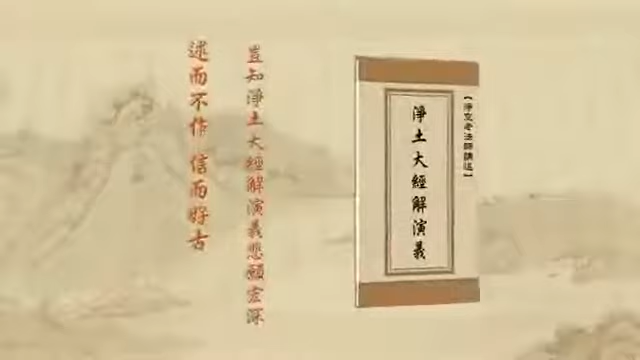 【淨空老法師講述】
淨土大經解演義
豈知淨土大經解演義悲願宏深
述而不作 信而好古